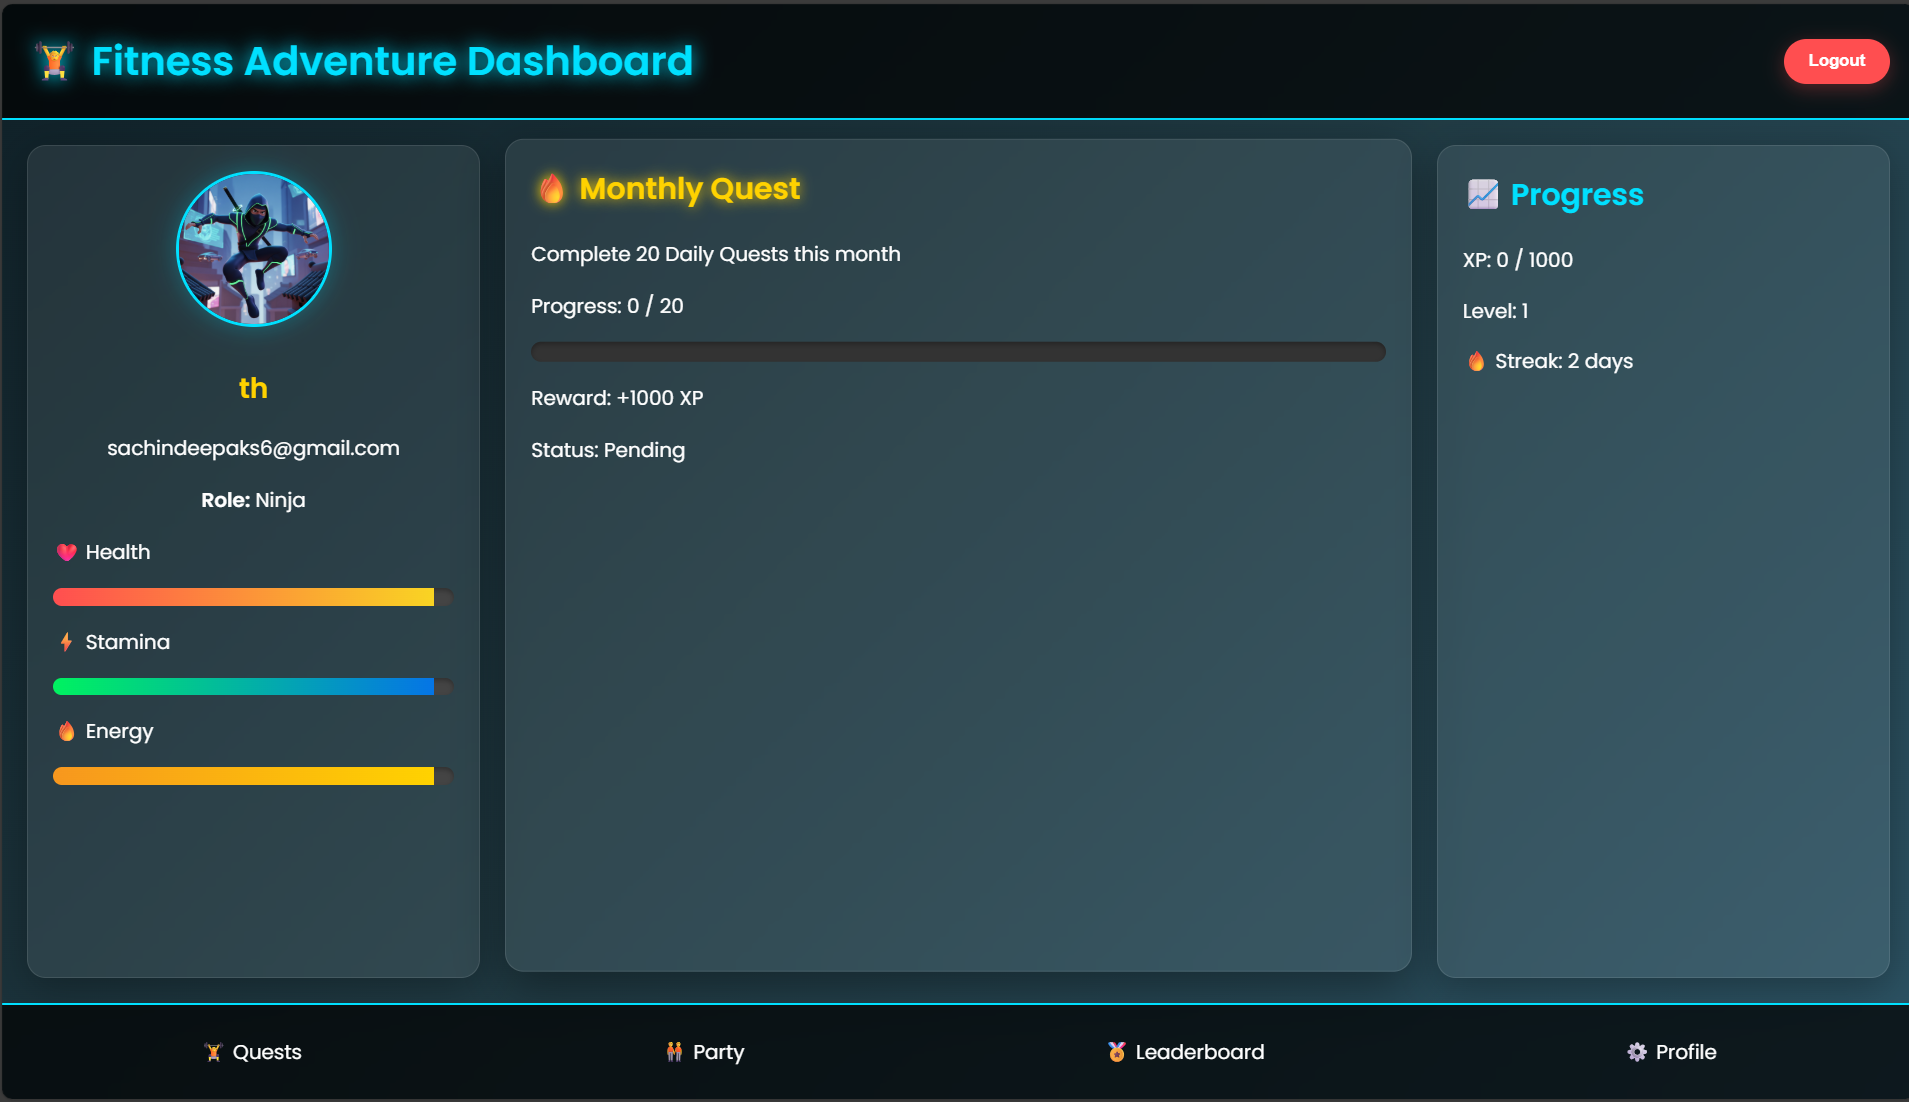 Fitness Adventure Dashboard
Logout
th
sachindeepaks6@gmail.com
Role: Ninja
Health
Stamina
Energy
Monthly Quest
Complete 20 Daily Quests this month
Progress: 0 / 20
Reward: +1000 XP
Status: Pending
Progress
XP: 0 / 1000
Level: 1
Streak: 2 days
Quests
Party
Leaderboard
Profile